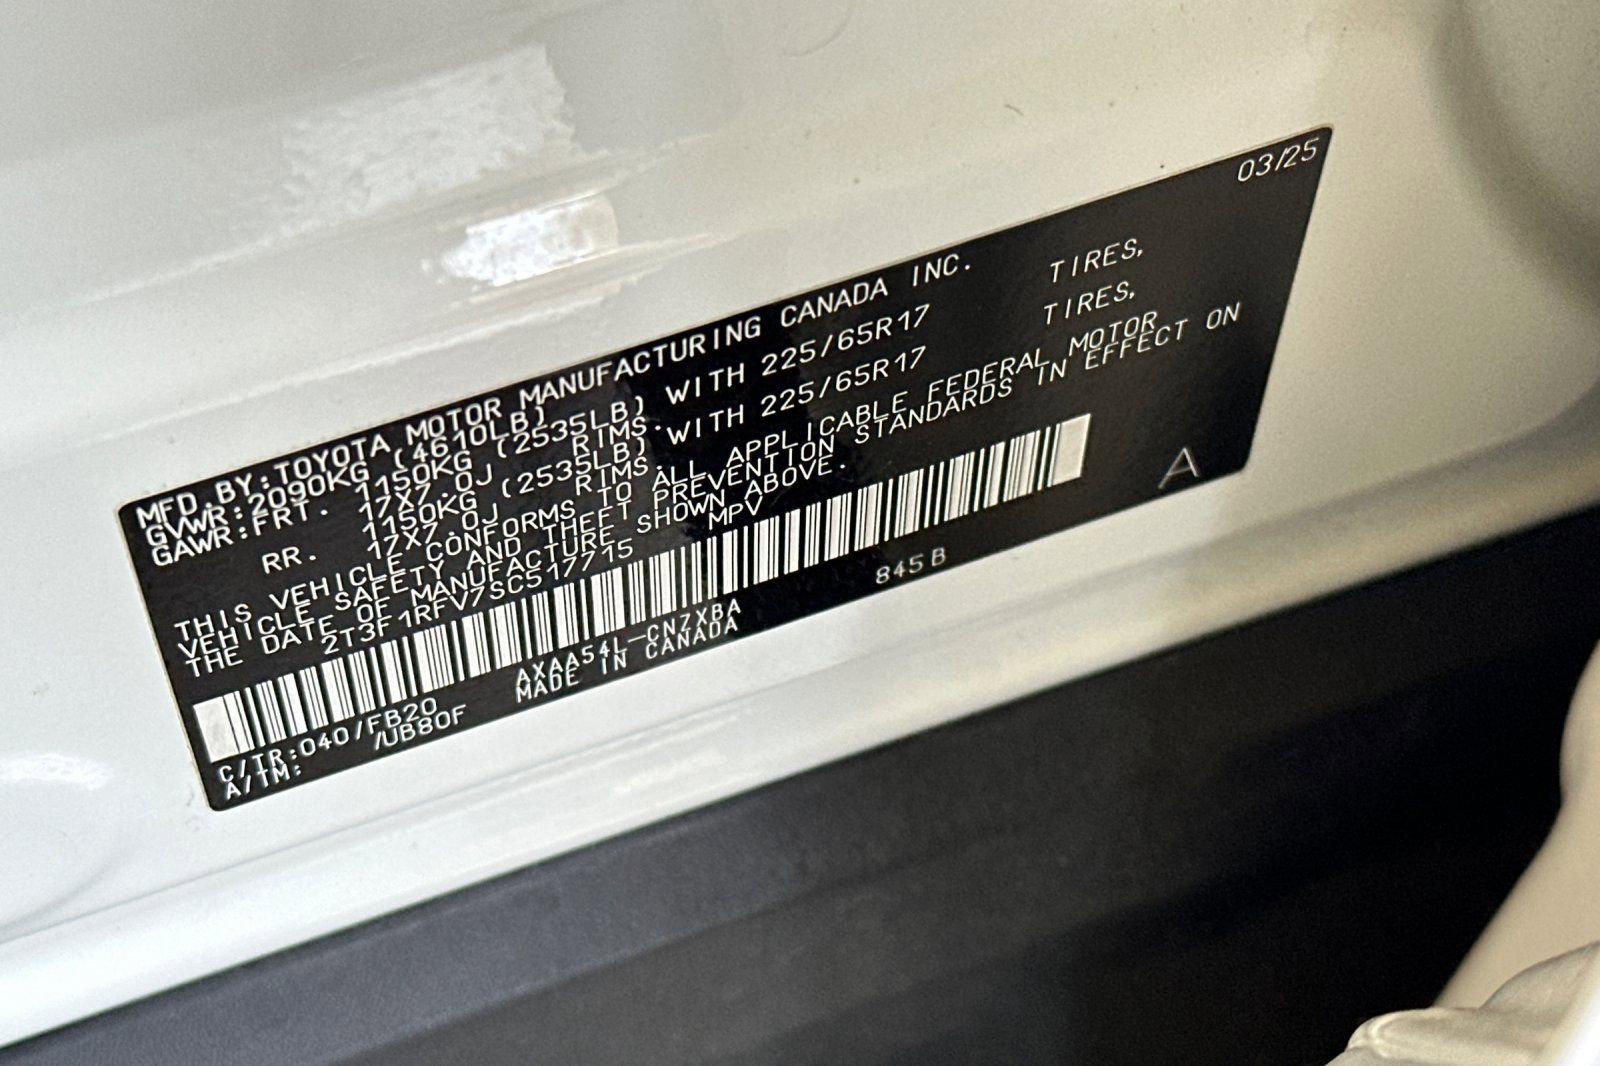 03/25
MFD. BY: TOYOTA MOTOR MANUFACTURING CANADA INC.
GVWR: 2090KG (4610LB)
GAWR: FRT. 1150KG (2535LB) WITH 225/65R17 TIRES,
17X7.0J RIMS.
RR. 1150KG (2535LB) WITH 225/65R17 TIRES,
17X7.0J RIMS.
THIS VEHICLE CONFORMS TO ALL APPLICABLE FEDERAL MOTOR
VEHICLE SAFETY AND THEFT PREVENTION STANDARDS IN EFFECT ON
THE DATE OF MANUFACTURE SHOWN ABOVE.
2T3F1RFV7SC517715 MPV
A
C/TR: 040/FB20 AXAA54L-CNZXBA 845B
A/TM: /UB80F MADE IN CANADA